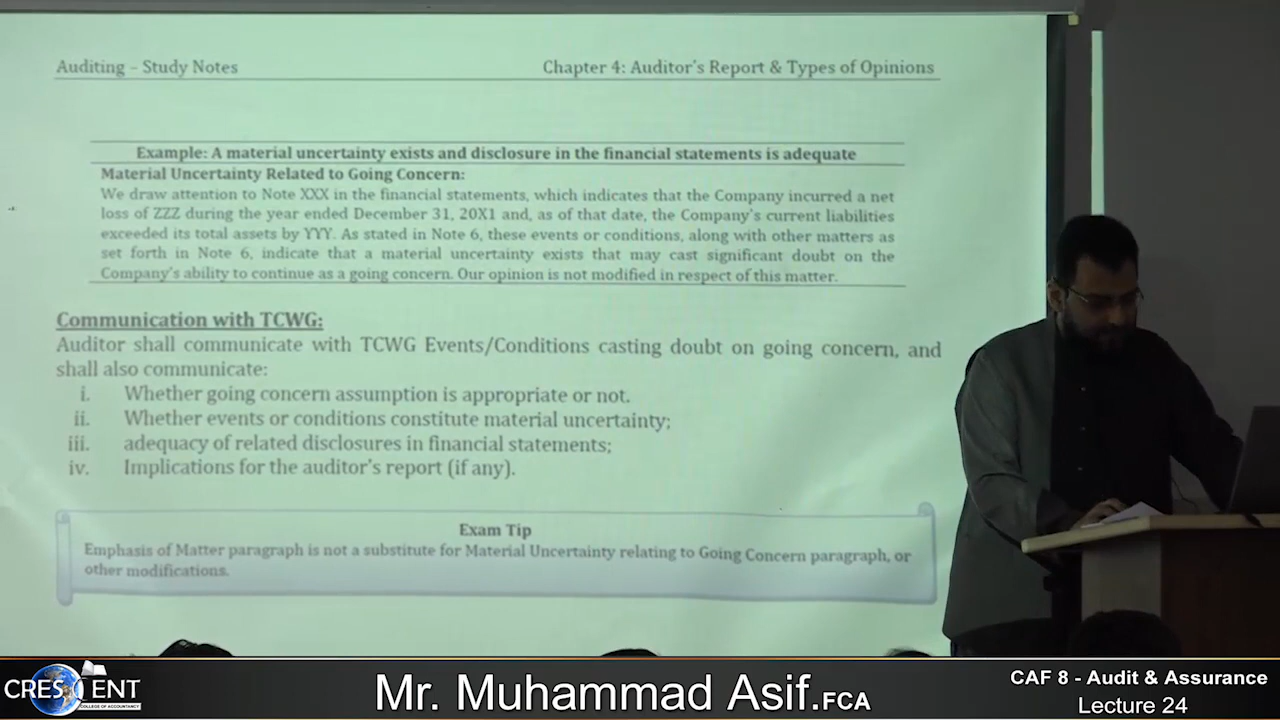 Auditing – Study Notes
Chapter 4: Auditor's Report & Types of Opinions
Example: A material uncertainty exists and disclosure in the financial statements is adequate
Material Uncertainty Related to Going Concern:
We draw attention to Note XXX in the financial statements, which indicates that the Company incurred a net
loss of ZZZ during the year ended December 31, 20X1 and, as of that date, the Company's current liabilities
exceeded its total assets by YYY. As stated in Note 6, these events or conditions, along with other matters as
set forth in Note 6, indicate that a material uncertainty exists that may cast significant doubt on the
Company's ability to continue as a going concern. Our opinion is not modified in respect of this matter.
Communication with TCWG:
Auditor shall communicate with TCWG Events/Conditions casting doubt on going concern, and
shall also communicate:
i. Whether going concern assumption is appropriate or not.
ii. Whether events or conditions constitute material uncertainty;
iii. adequacy of related disclosures in financial statements;
iv. Implications for the auditor's report (if any).
Exam Tip
Emphasis of Matter paragraph is not a substitute for Material Uncertainty relating to Going Concern paragraph, or
other modifications.
CRESCENT
COLLEGE OF ACCOUNTANCY
Mr. Muhammad Asif.FCA
CAF 8 - Audit & Assurance
Lecture 24